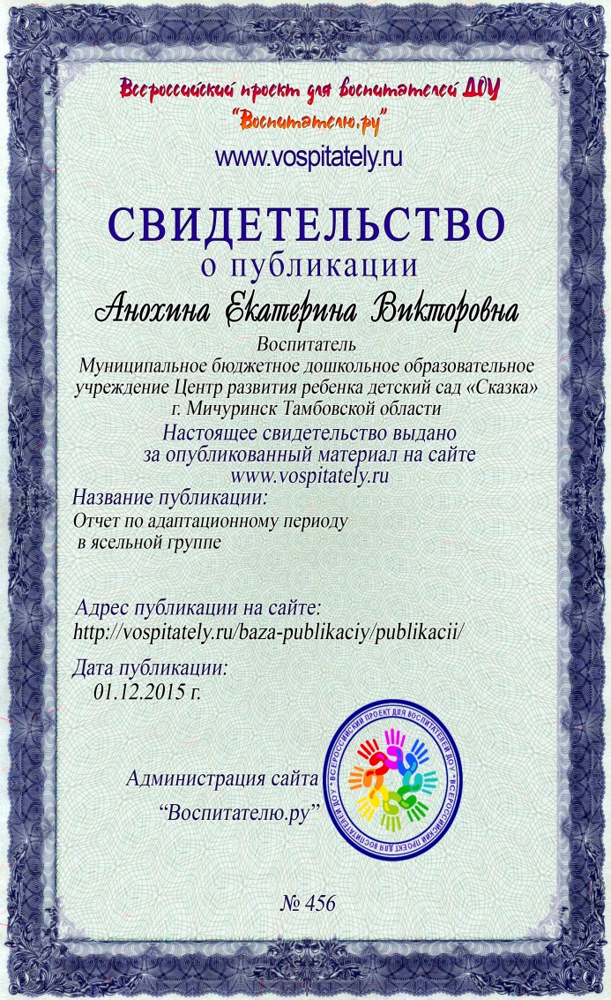 Всероссийский проект для воспитателей ДОУ
“Воспитателю.ру”
www.vospitately.ru
СВИДЕТЕЛЬСТВО
о публикации
Анохина Екатерина Викторовна
Воспитатель
Муниципальное бюджетное дошкольное образовательное
учреждение Центр развития ребенка детский сад «Сказка»
г. Мичуринск Тамбовской области
Настоящее свидетельство выдано
за опубликованный материал на сайте
www.vospitately.ru
Название публикации:
Отчет по адаптационному периоду
в ясельной группе
Адрес публикации на сайте:
http://vospitately.ru/baza-publikaciy/publikacii/
Дата публикации:
01.12.2015 г.
Администрация сайта
“Воспитателю.ру”
ВСЕРОССИЙСКИЙ ПРОЕКТ ДЛЯ ВОСПИТАТЕЛЕЙ ДОУ * ВСЕРОССИЙСКИЙ ПРОЕКТ ДЛЯ ВОСПИТАТЕЛЕЙ ДОУ *
№ 456